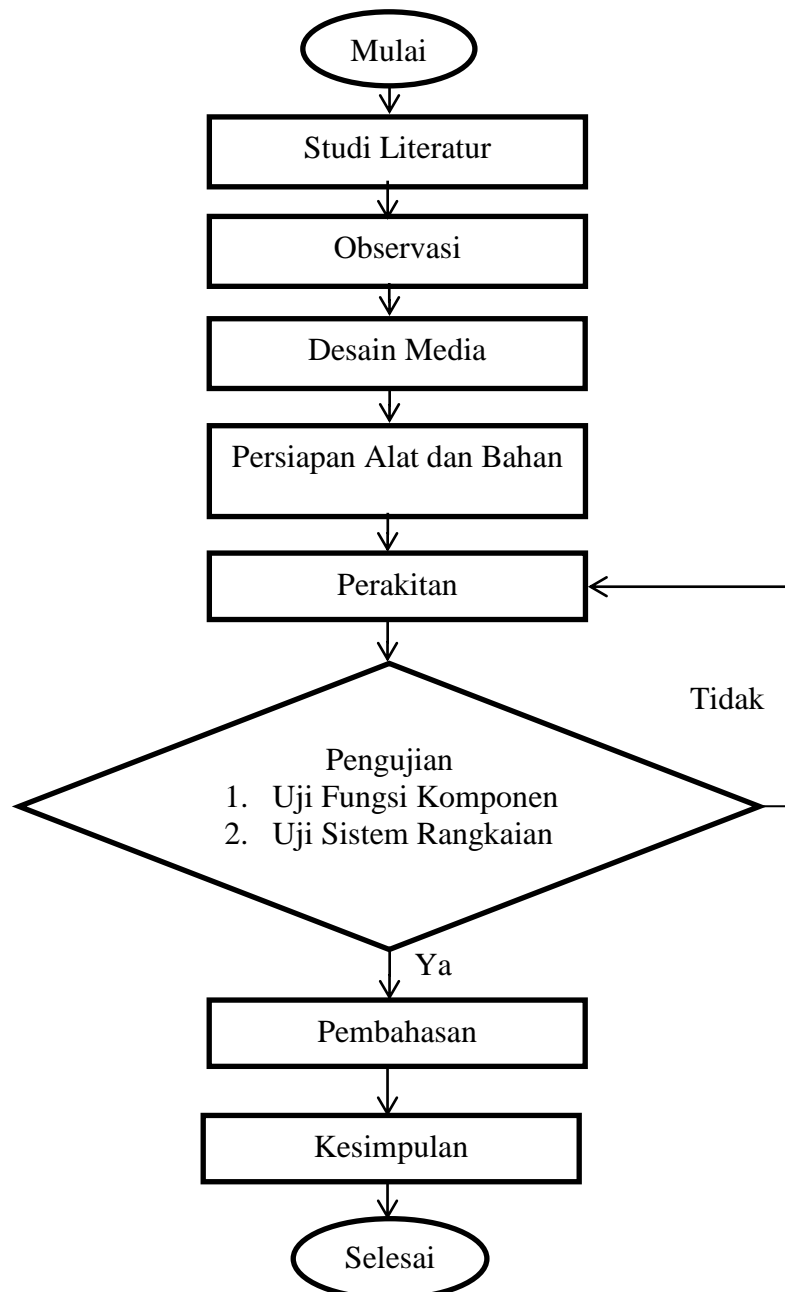 Mulai
Studi Literatur
Observasi
Desain Media
Persiapan Alat dan Bahan
Perakitan
Tidak
Pengujian
1. Uji Fungsi Komponen
2. Uji Sistem Rangkaian
Ya
Pembahasan
Kesimpulan
Selesai